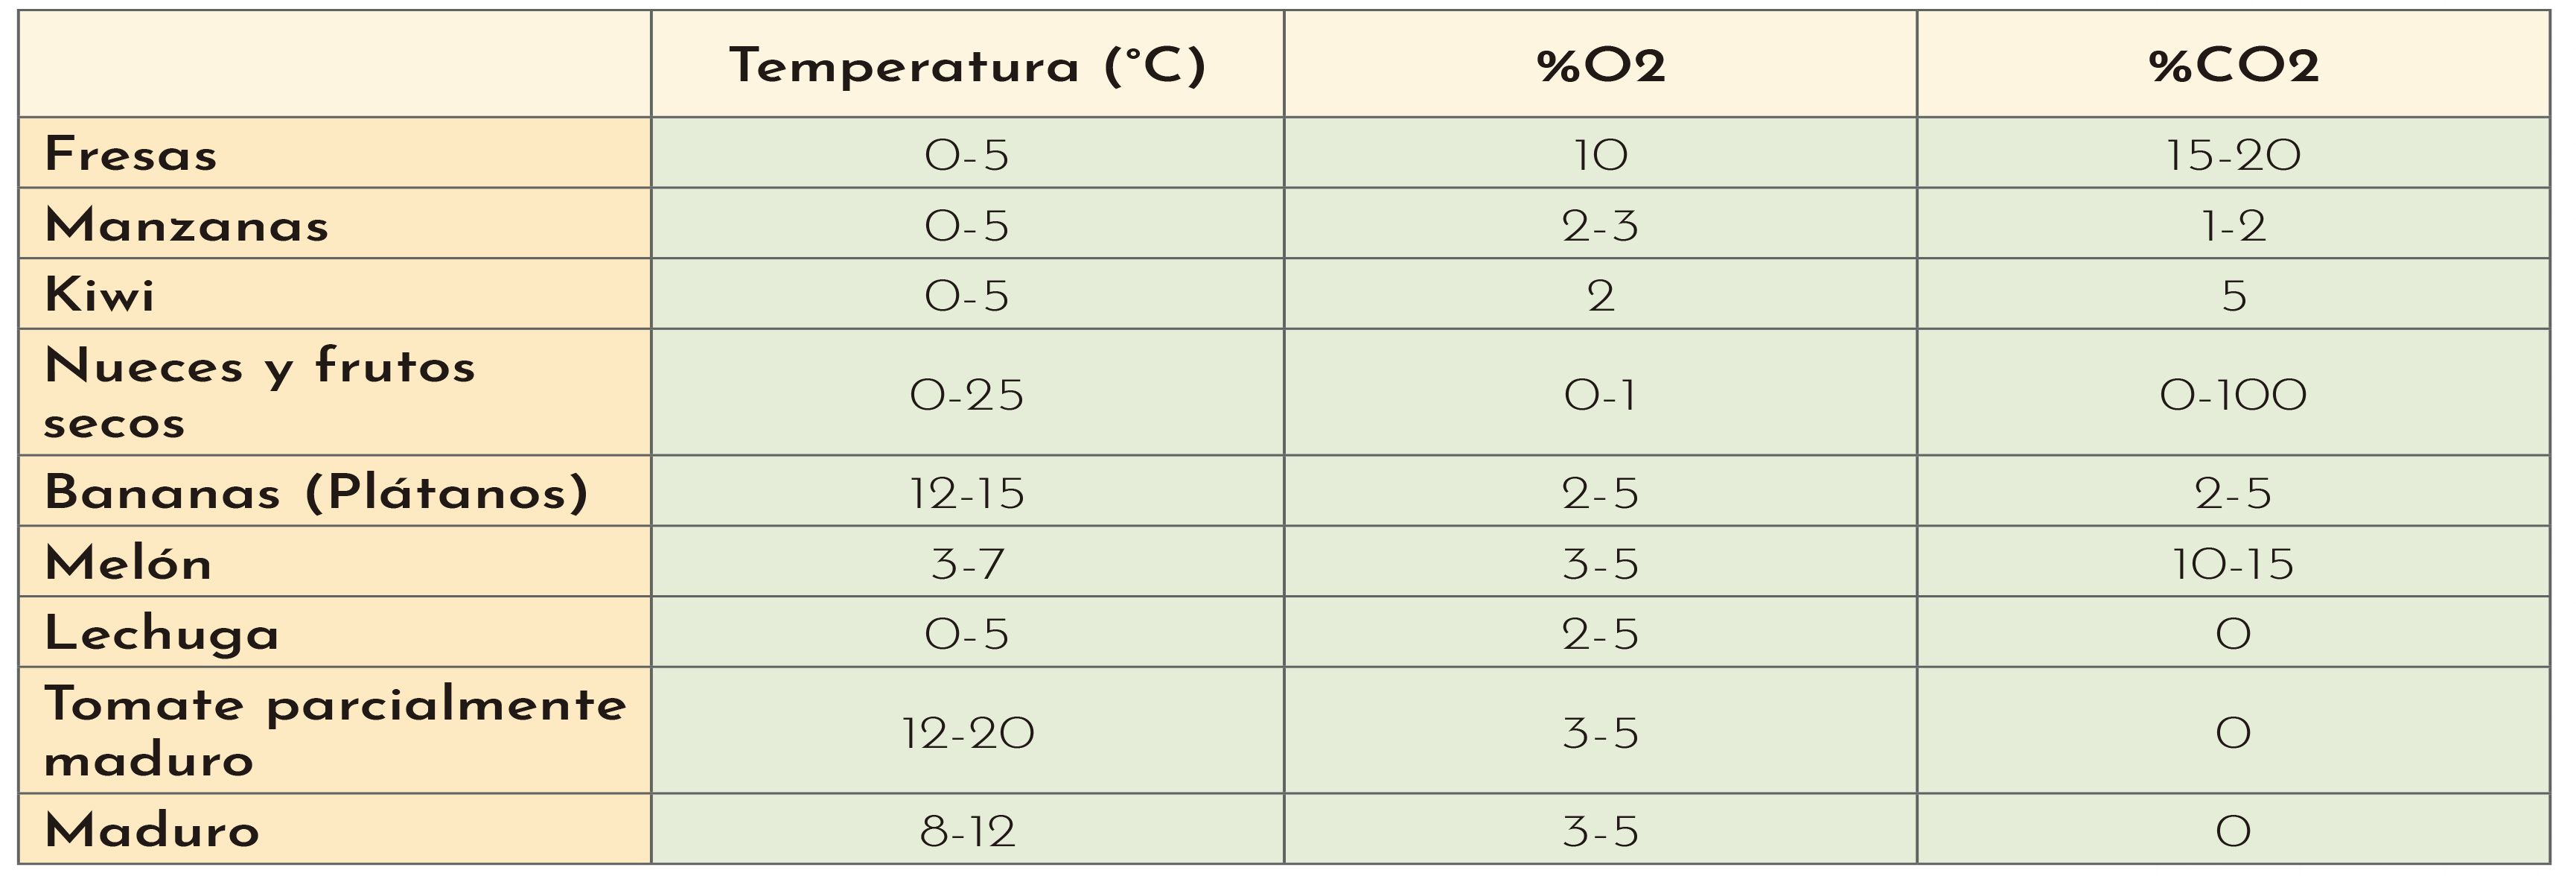 Temperatura (°C) %O2 %CO2
Fresas 0-5 10 15-20
Manzanas 0-5 2-3 1-2
Kiwi 0-5 2 5
Nueces y frutos
secos 0-25 0-1 0-100
Bananas (Plátanos) 12-15 2-5 2-5
Melón 3-7 3-5 10-15
Lechuga 0-5 2-5 0
Tomate parcialmente
maduro 12-20 3-5 0
Maduro 8-12 3-5 0